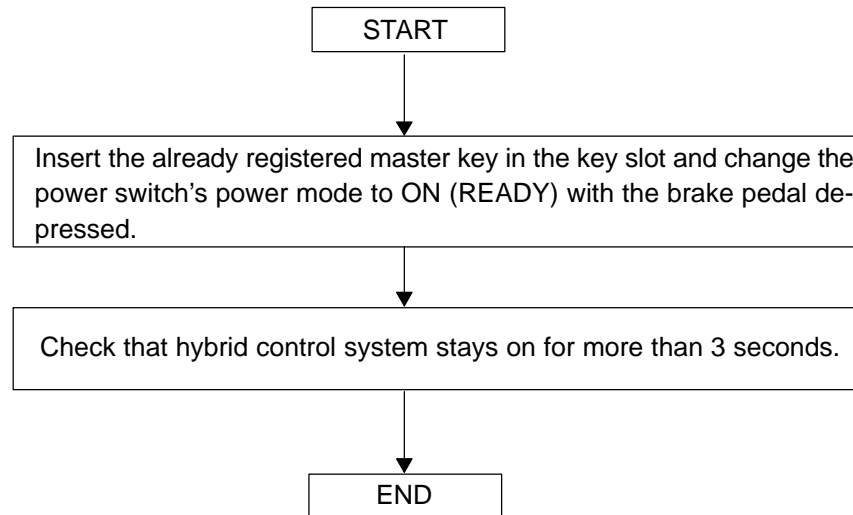 START
Insert the already registered master key in the key slot and change the
power switch’s power mode to ON (READY) with the brake pedal de-
pressed.
Check that hybrid control system stays on for more than 3 seconds.
END